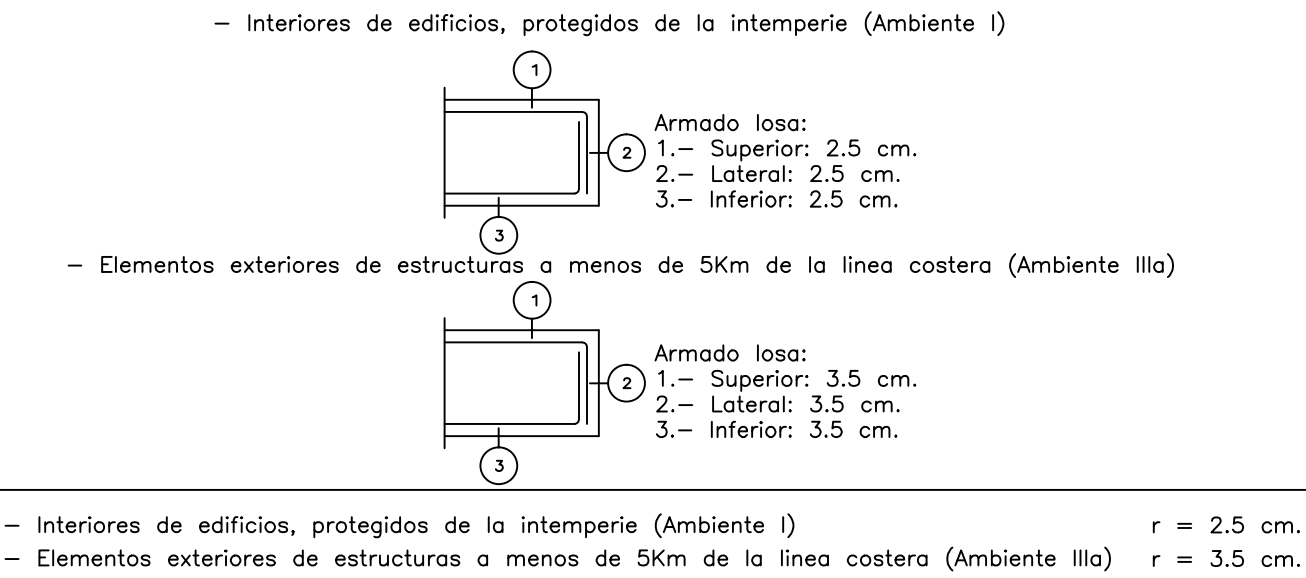 – Interiores de edificios, protegidos de la intemperie (Ambiente I)
1
Armado losa:
1.– Superior: 2.5 cm.
2
2.– Lateral: 2.5 cm.
3.– Inferior: 2.5 cm.
3
– Elementos exteriores de estructuras a menos de 5Km de la linea costera (Ambiente IIIa)
1
Armado losa:
1.– Superior: 3.5 cm.
2
2.– Lateral: 3.5 cm.
3.– Inferior: 3.5 cm.
3
– Interiores de edificios, protegidos de la intemperie (Ambiente I) r = 2.5 cm.
– Elementos exteriores de estructuras a menos de 5Km de la linea costera (Ambiente IIIa) r = 3.5 cm.